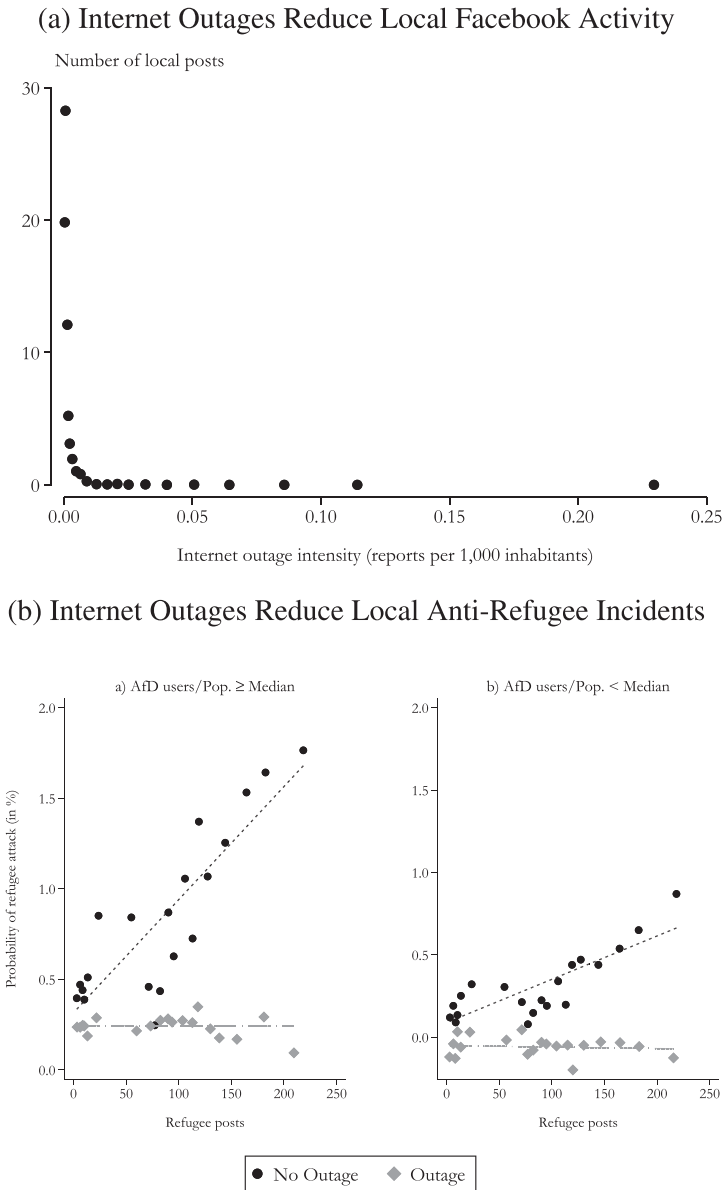 (a) Internet Outages Reduce Local Facebook Activity
Number of local posts
30
20
10
0
0.00 0.05 0.10 0.15 0.20 0.25
Internet outage intensity (reports per 1,000 inhabitants)
(b) Internet Outages Reduce Local Anti-Refugee Incidents
a) AfD users/Pop. ≥ Median
2.0
1.5
1.0
0.5
0.0
Probability of refugee attack (in %)
0 50 100 150 200 250
Refugee posts
b) AfD users/Pop. < Median
2.0
1.5
1.0
0.5
0.0
0 50 100 150 200 250
Refugee posts
No Outage Outage